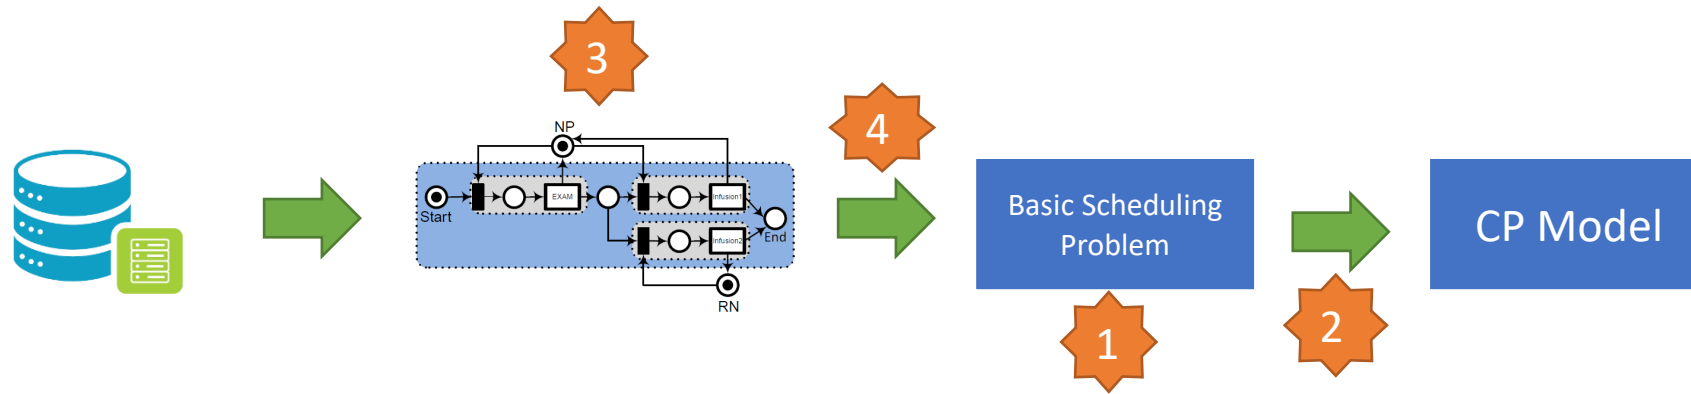 3
NP
4
Start
EXAM
Infusion1
Infusion2
End
RN
Basic Scheduling
Problem
CP Model
1
2